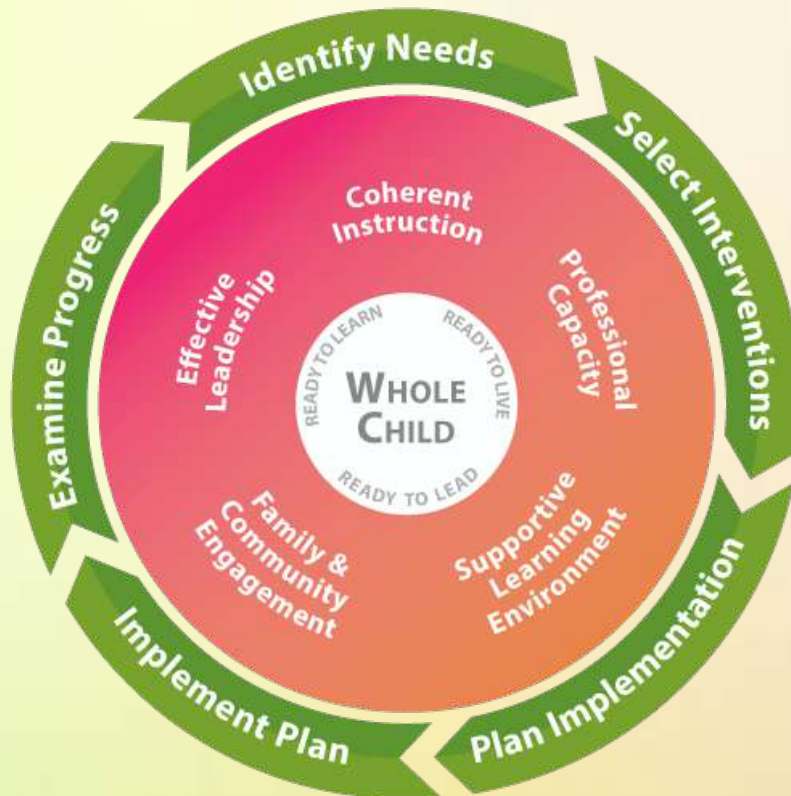 Identify Needs
Select Interventions
Plan Implementation
Implement Plan
Examine Progress
Coherent
Instruction
Professional
Capacity
Supportive
Learning
Environment
Family &
Community
Engagement
Effective
Leadership
READY TO LEARN
READY TO LIVE
READY TO LEAD
WHOLE
CHILD